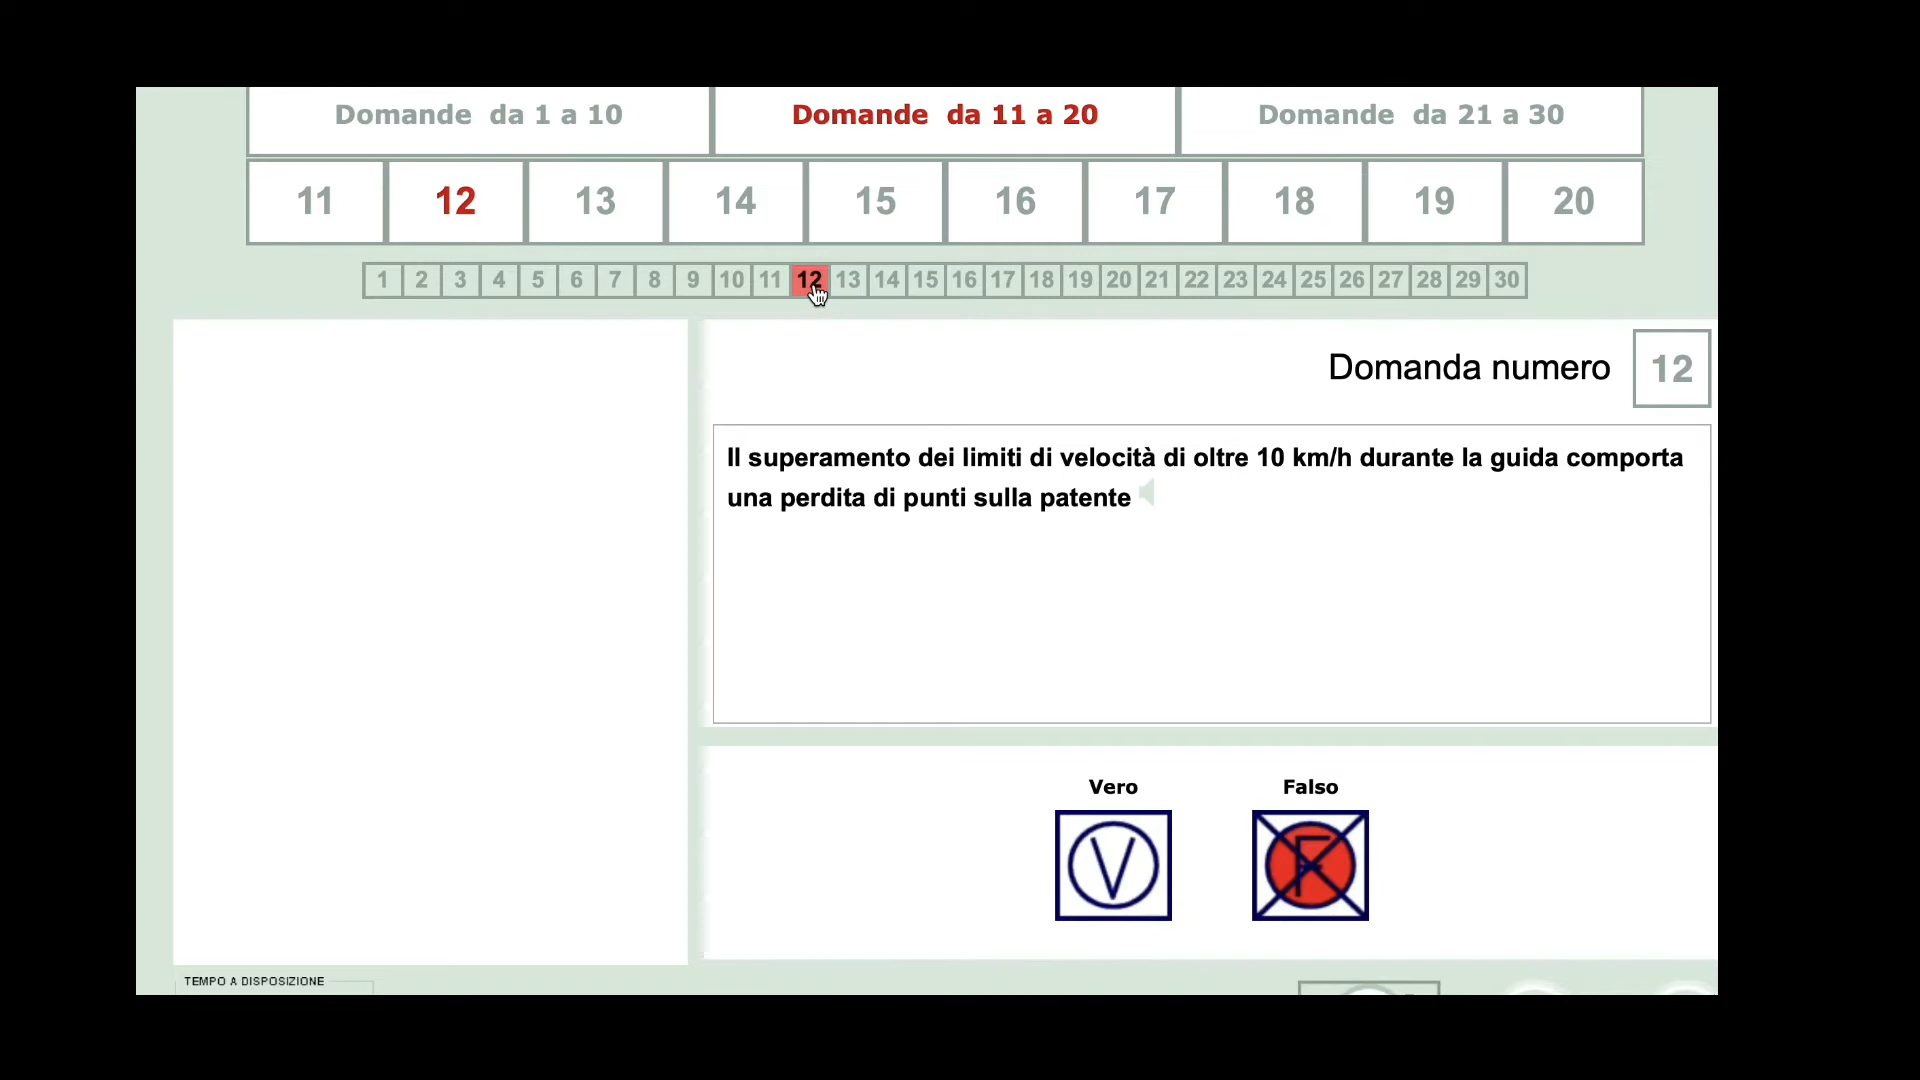 Domande da 1 a 10
Domande da 11 a 20
Domande da 21 a 30
11 12 13 14 15 16 17 18 19 20
1 2 3 4 5 6 7 8 9 10 11 12 13 14 15 16 17 18 19 20 21 22 23 24 25 26 27 28 29 30
Domanda numero 12
Il superamento dei limiti di velocità di oltre 10 km/h durante la guida comporta
una perdita di punti sulla patente
Vero Falso
V F
TEMPO A DISPOSIZIONE